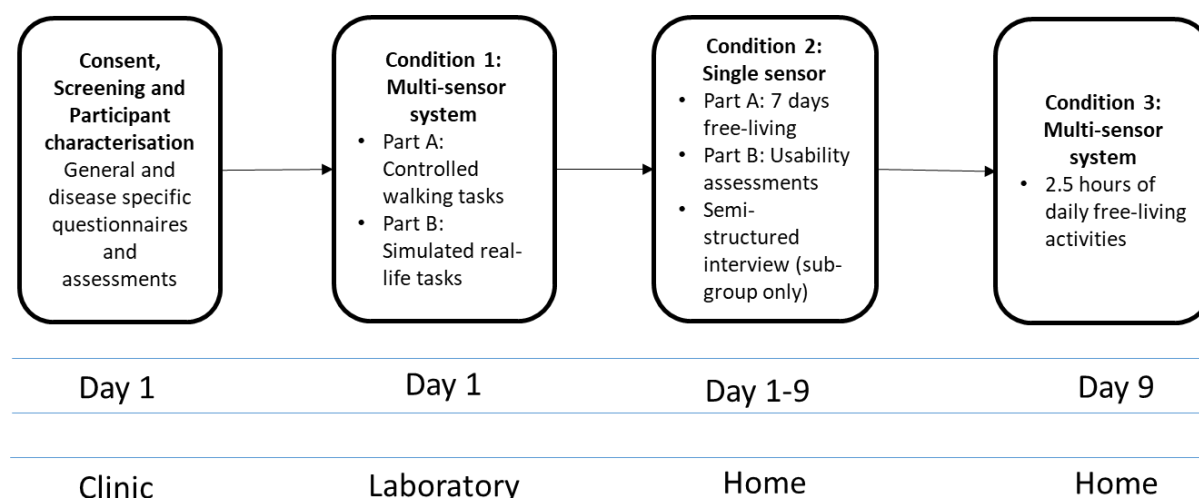 Consent,
Screening and
Participant
characterisation
General and
disease specific
questionnaires
and
assessments
Condition 1:
Multi-sensor
system
• Part A:
Controlled
walking tasks
• Part B:
Simulated real-
life tasks
Condition 2:
Single sensor
• Part A: 7 days
free-living
• Part B: Usability
assessments
• Semi-
structured
interview (sub-
group only)
Condition 3:
Multi-sensor
system
• 2.5 hours of
daily free-living
activities
Day 1
Day 1
Day 1-9
Day 9
Clinic
Laboratory
Home
Home